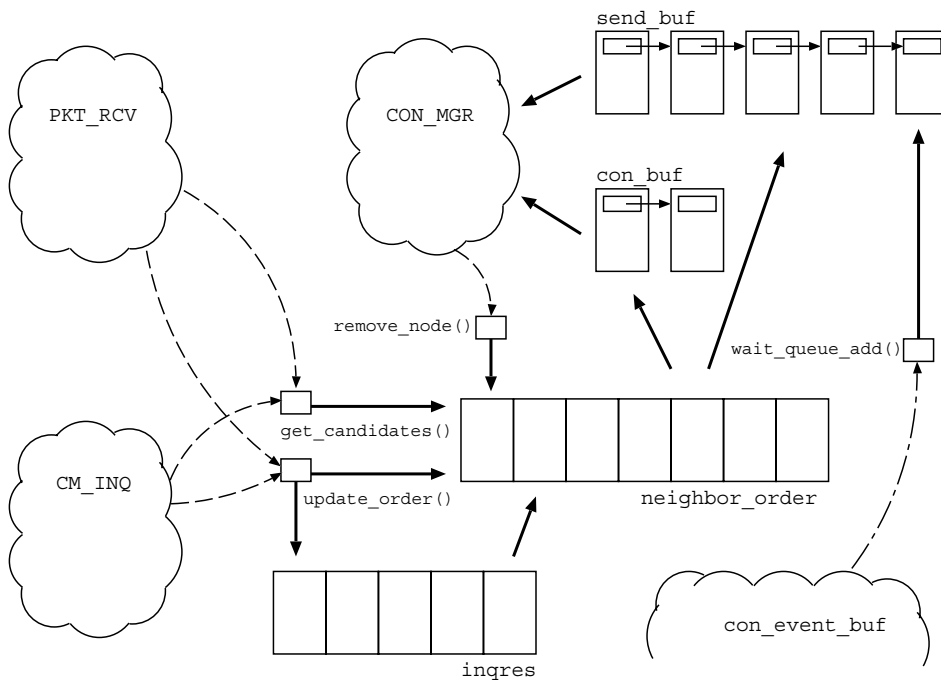 send_buf
PKT_RCV
CON_MGR
con_buf
remove_node()
wait_queue_add()
get_candidates()
CM_INQ
update_order()
neighbor_order
con_event_buf
inqres